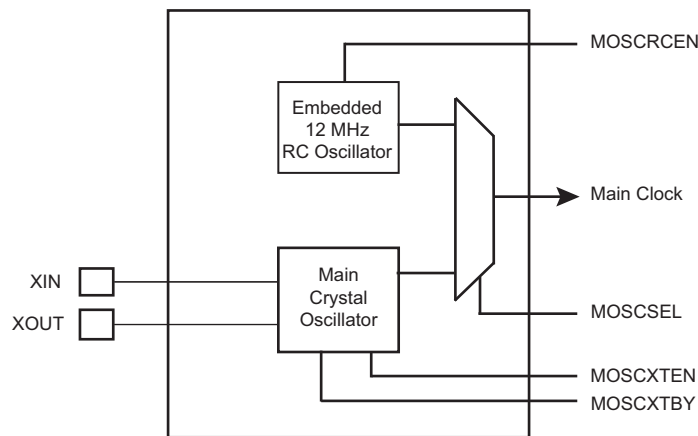 MOSCRCEN
Embedded
12 MHz
RC Oscillator
Main Clock
XIN
Main
Crystal
Oscillator
XOUT
MOSCSEL
MOSCXTEN
MOSCXTBY